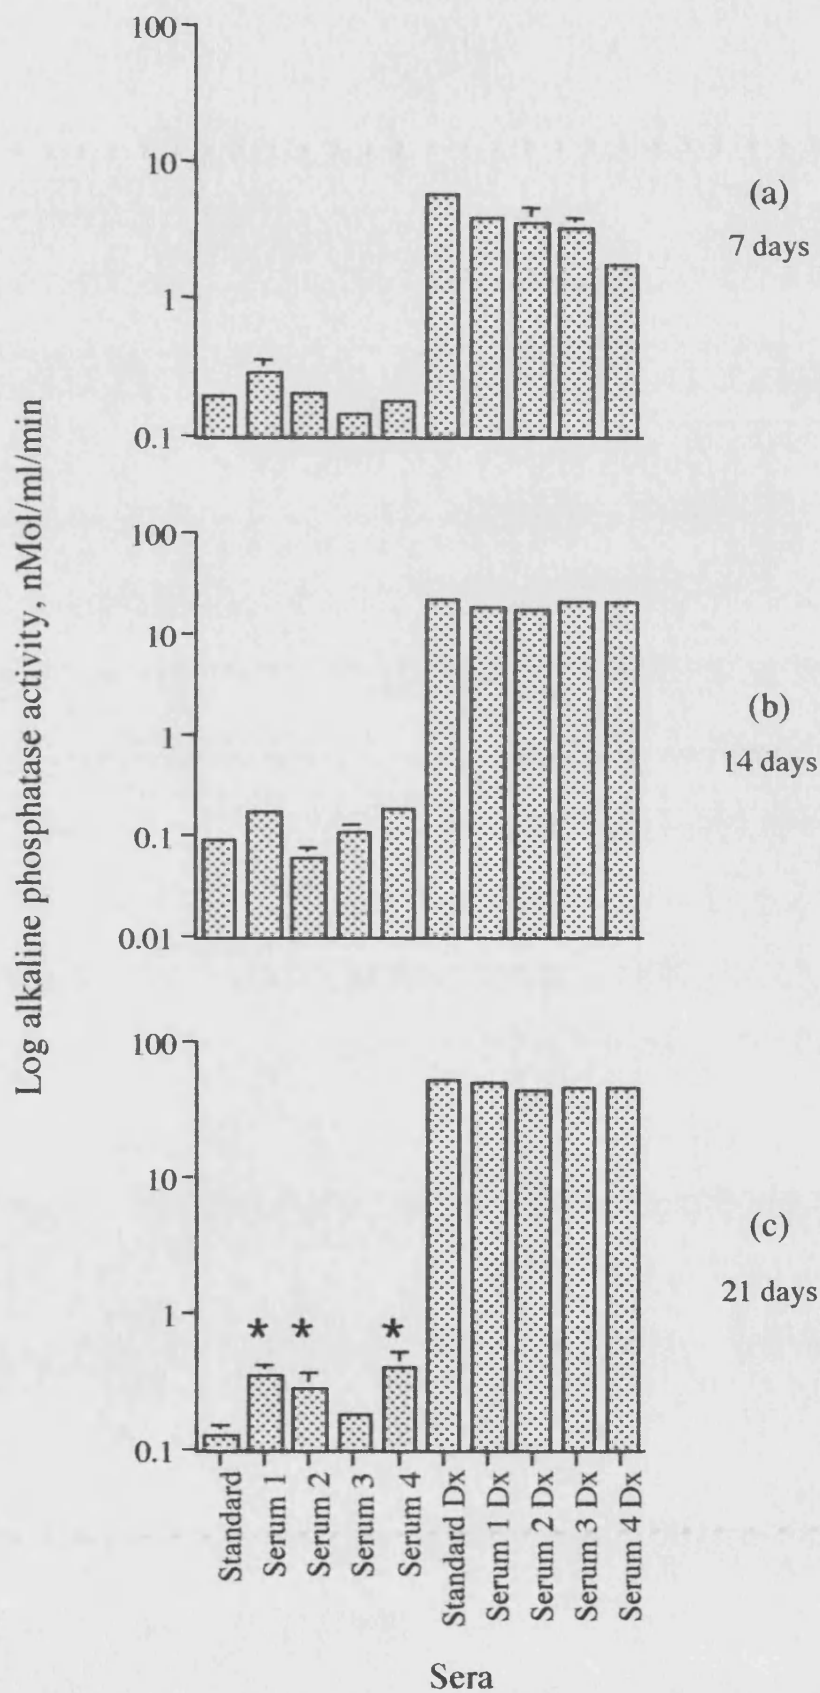 100
10
(a)
7 days
1
0.1
Log alkaline phosphatase activity, nMol/ml/min
100
10
(b)
1
14 days
0.1
0.01
100
10
(c)
21 days
1
* * *
0.1
Standard
Serum 1
Serum 2
Serum 3
Serum 4
Standard Dx
Serum 1 Dx
Serum 2 Dx
Serum 3 Dx
Serum 4 Dx
Sera